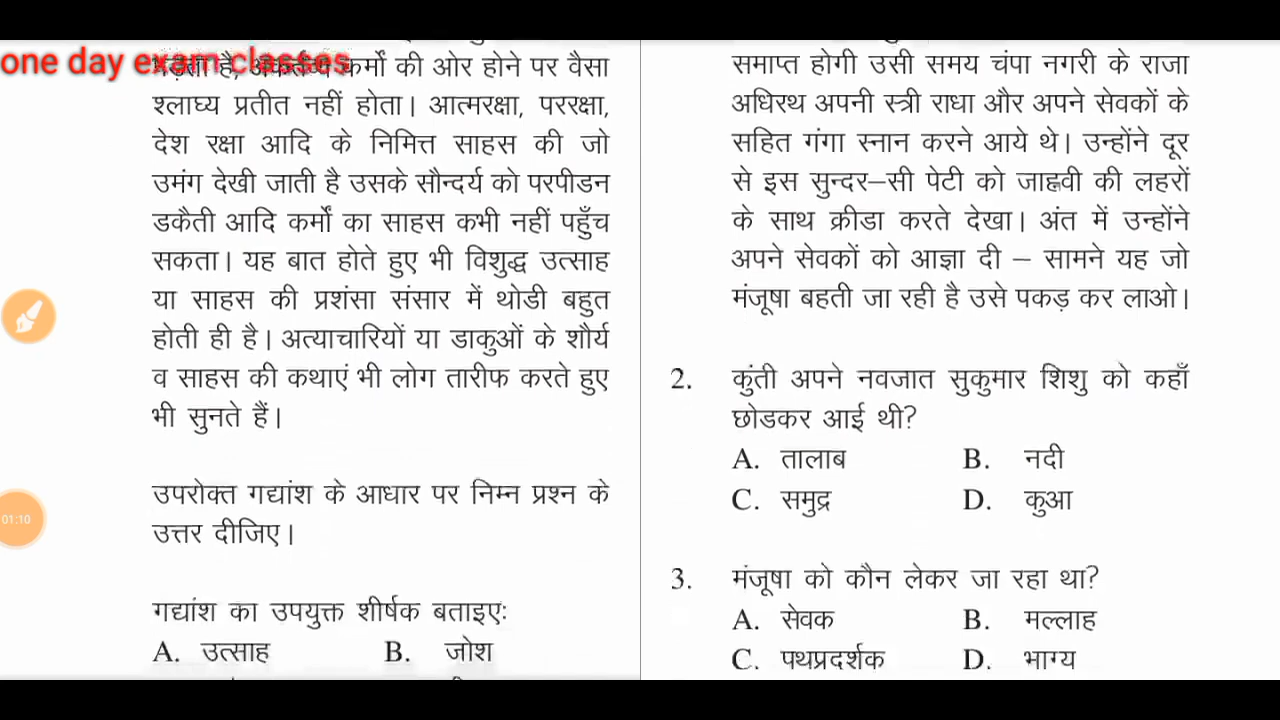 one day exam classes
कर्मों की ओर होने पर वैसा
श्लाघ्य प्रतीत नहीं होता। आत्मरक्षा, पररक्षा,
देश रक्षा आदि के निमित्त साहस की जो
उमंग देखी जाती है उसके सौन्दर्य को परपीडन
डकैती आदि कर्मों का साहस कभी नहीं पहुँच
सकता। यह बात होते हुए भी विशुद्ध उत्साह
या साहस की प्रशंसा संसार में थोडी बहुत
होती ही है। अत्याचारियों या डाकुओं के शौर्य
व साहस की कथाएं भी लोग तारीफ करते हुए
भी सुनते हैं।
उपरोक्त गद्यांश के आधार पर निम्न प्रश्न के
उत्तर दीजिए।
गद्यांश का उपयुक्त शीर्षक बताइए:
A. उत्साह B. जोश
01:10
समाप्त होगी उसी समय चंपा नगरी के राजा
अधिरथ अपनी स्त्री राधा और अपने सेवकों के
सहित गंगा स्नान करने आये थे। उन्होंने दूर
से इस सुन्दर–सी पेटी को जाह्नवी की लहरों
के साथ क्रीडा करते देखा। अंत में उन्होंने
अपने सेवकों को आज्ञा दी – सामने यह जो
मंजूषा बहती जा रही है उसे पकड़ कर लाओ।
2. कुंती अपने नवजात सुकुमार शिशु को कहाँ
छोडकर आई थी?
A. तालाब B. नदी
C. समुद्र D. कुआ
3. मंजूषा को कौन लेकर जा रहा था?
A. सेवक B. मल्लाह
C. पथप्रदर्शक D. भाग्य